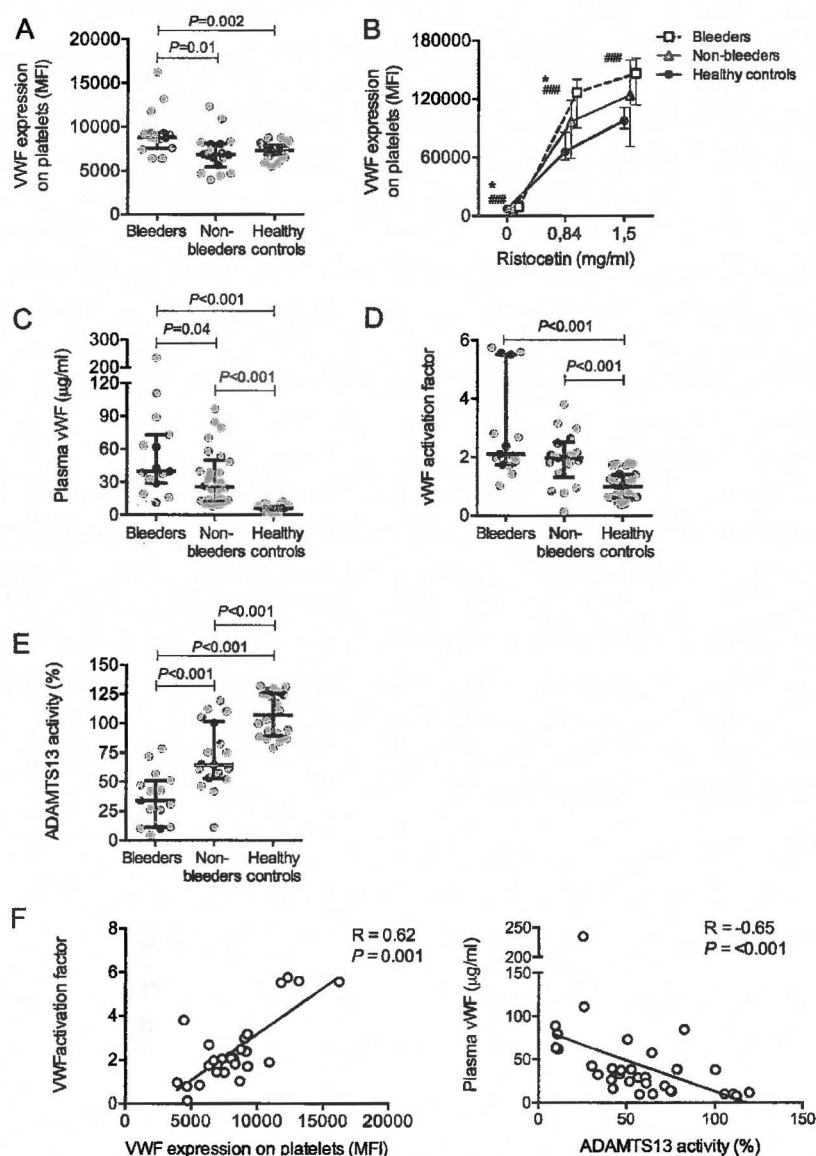 A
P=0.002
P=0.01
VWF expression
on platelets (MFI)
20000
15000
10000
5000
0
Bleeders
Non-
bleeders
Healthy
controls
B
VWF expression
on platelets (MFI)
180000
120000
60000
0
*
###
*
###
###
0
0,84
1,5
Ristocetin (mg/ml)
Bleeders
Non-bleeders
Healthy controls
C
P<0.001
P=0.04
P<0.001
Plasma vWF (µg/ml)
300
200
120
90
60
30
0
Bleeders
Non-
bleeders
Healthy
controls
D
P<0.001
P<0.001
vWF activation factor
6
4
2
0
Bleeders
Non-
bleeders
Healthy
controls
E
P<0.001
P<0.001
P<0.001
ADAMTS13 activity (%)
150
125
100
75
50
25
0
Bleeders
Non-
bleeders
Healthy
controls
F
VWFactivation factor
8
6
4
2
0
R = 0.62
P = 0.001
0
5000
10000
15000
20000
VWF expression on platelets (MFI)
Plasma vWF (µg/ml)
250
200
150
100
50
0
R = -0.65
P = <0.001
0
50
100
150
ADAMTS13 activity (%)